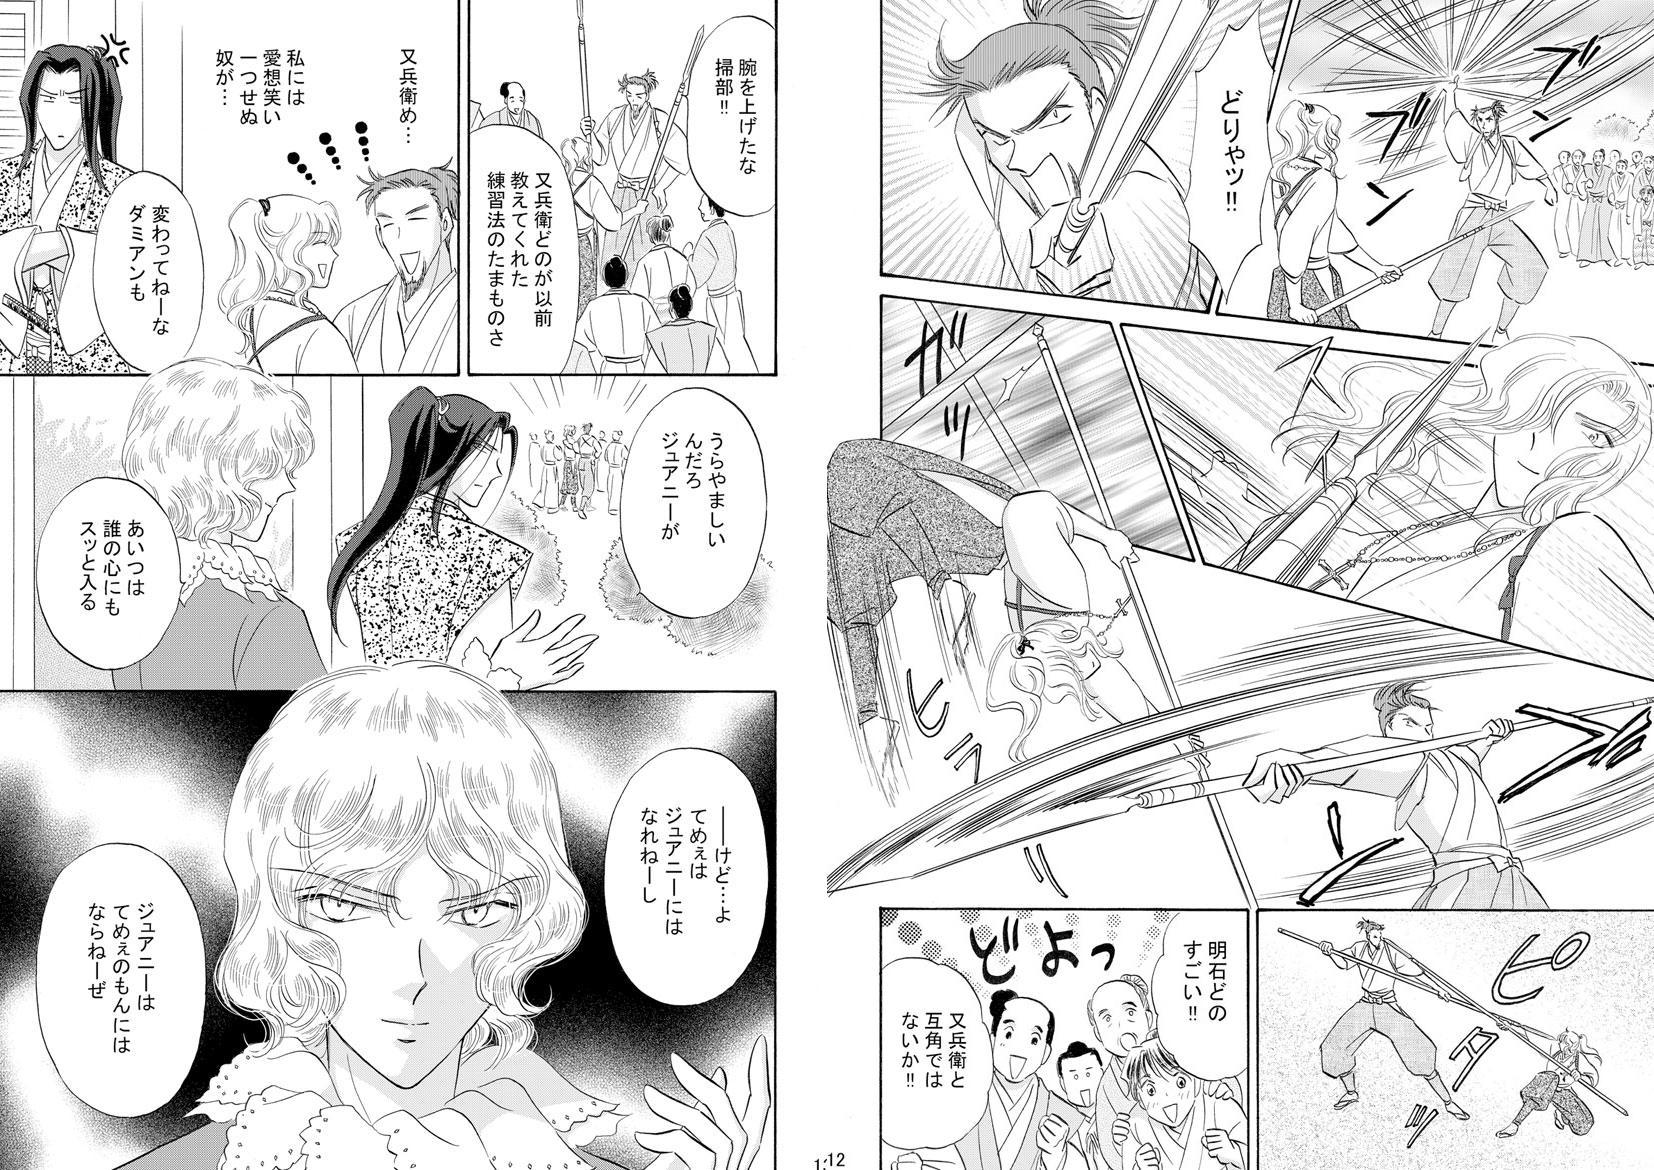 どりゃッ!!
ガッ
ビュッ
ブン
ピタッ
明石どの
すごい!!
どよっ
又兵衛と
互角では
ないか!!
12
腕を上げたな
掃部!!
又兵衛どのが以前
教えてくれた
練習法のたまものさ
又兵衛め…
私には
愛想笑い
一つせぬ
奴が…
変わってねーな
ダミアンも
うらやましい
んだろ
ジュアニーが
あいつは
誰の心にも
スッと入る
──けど…よ
てめぇは
ジュアニーには
なれねーし
ジュアニーは
てめぇのもんには
ならねーぜ